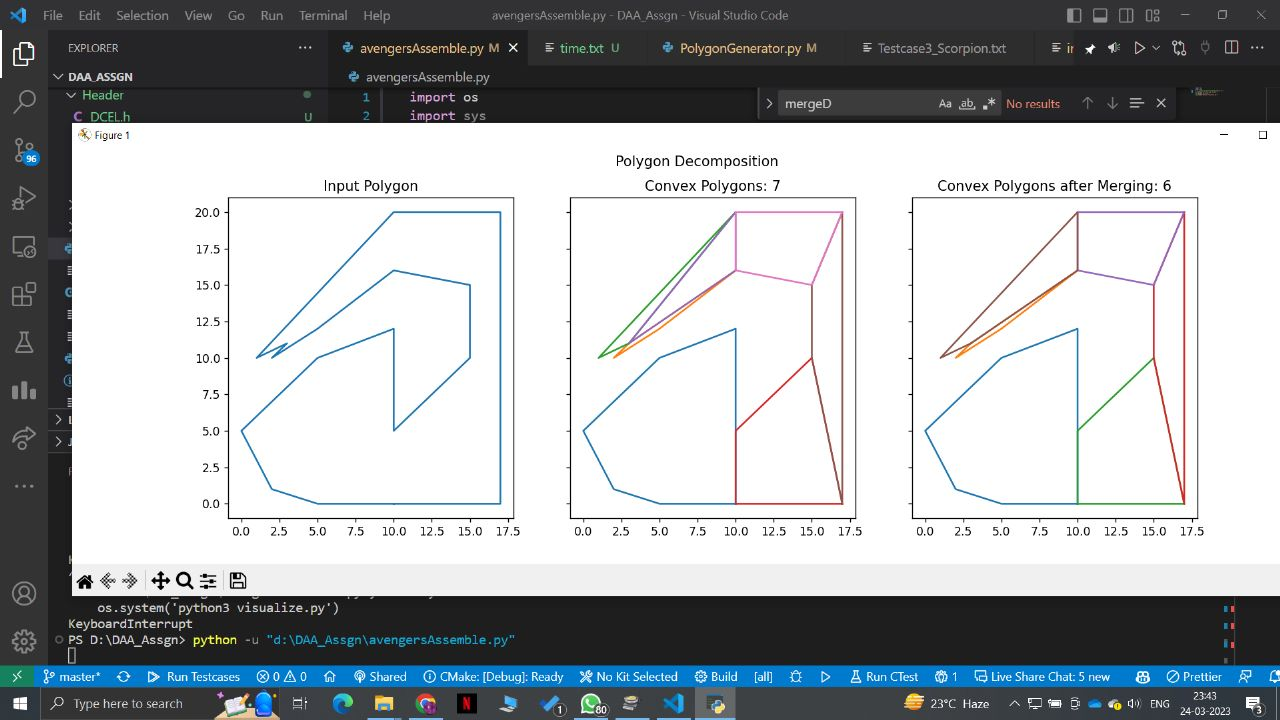 File Edit Selection View Go Run Terminal Help avengersAssemble.py - DAA_Assgn - Visual Studio Code
EXPLORER
avengersAssemble.py M
time.txt U
PolygonGenerator.py M
Testcase3_Scorpion.txt
DAA_ASSGN
avengersAssemble.py
Header
1 import os
mergeD Aa ab No results
DCEL.h U
2 import sys
Figure 1
Polygon Decomposition
Input Polygon Convex Polygons: 7 Convex Polygons after Merging: 6
20.0
96
17.5
15.0
12.5
10.0
7.5
5.0
2.5
0.0
0.0 2.5 5.0 7.5 10.0 12.5 15.0 17.5 0.0 2.5 5.0 7.5 10.0 12.5 15.0 17.5 0.0 2.5 5.0 7.5 10.0 12.5 15.0 17.5
os.system('python3 visualize.py')
KeyboardInterrupt
PS D:\DAA_Assgn> python -u "d:\DAA_Assgn\avengersAssemble.py"
master* Run Testcases 0 0 Shared CMake: [Debug]: Ready No Kit Selected Build [all] Run CTest 1 Live Share Chat: 5 new Prettier
Type here to search 1 80 23°C Haze ENG 23:43
24-03-2023 3